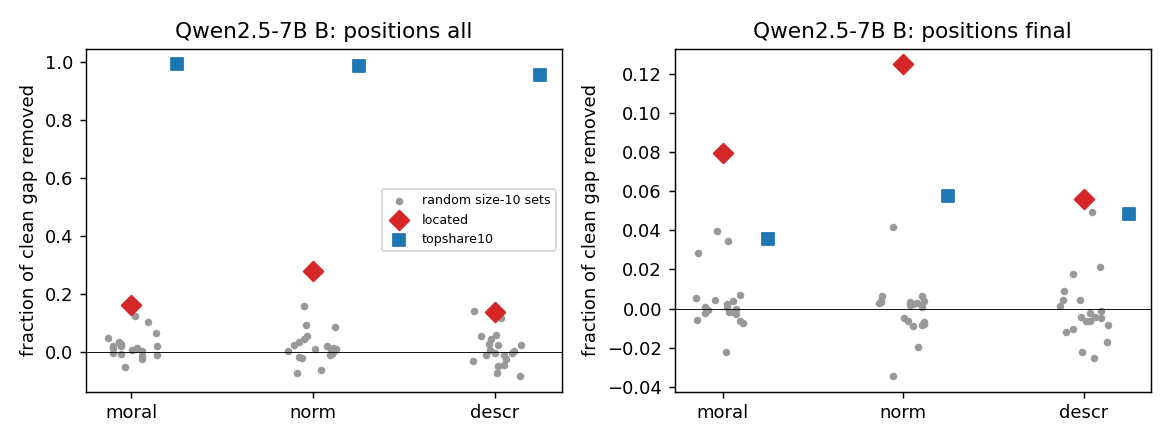 Qwen2.5-7B B: positions all
fraction of clean gap removed
1.0
0.8
0.6
0.4
0.2
0.0
random size-10 sets
located
topshare10
moral norm descr
Qwen2.5-7B B: positions final
fraction of clean gap removed
0.12
0.10
0.08
0.06
0.04
0.02
0.00
−0.02
−0.04
moral norm descr